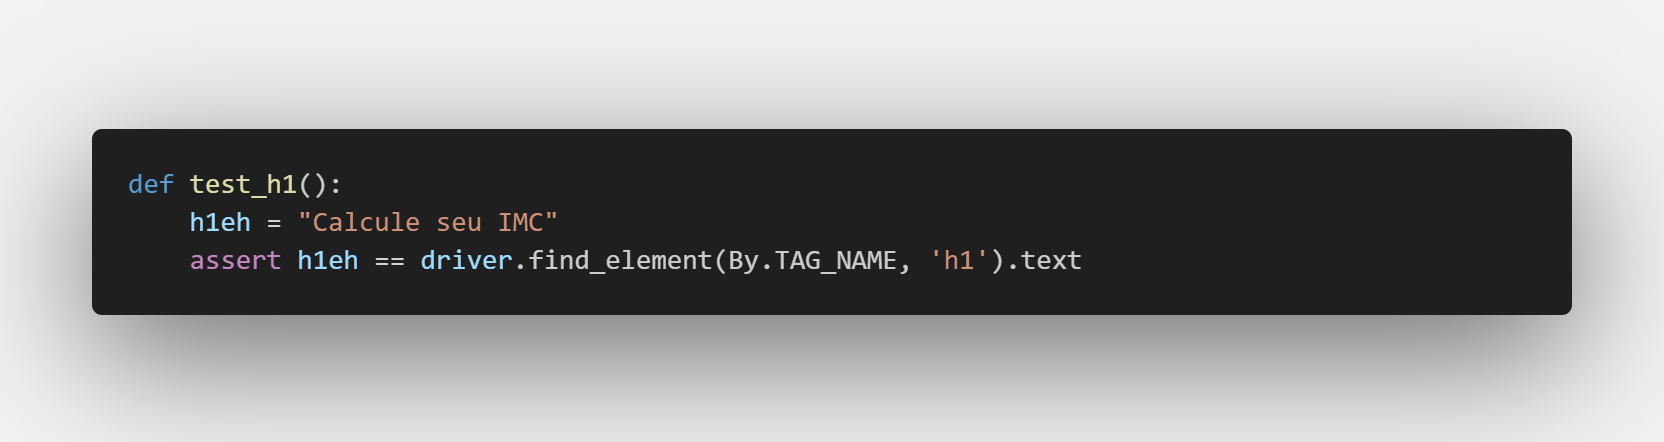 def test_h1():
    h1eh = "Calcule seu IMC"
    assert h1eh == driver.find_element(By.TAG_NAME, 'h1').text